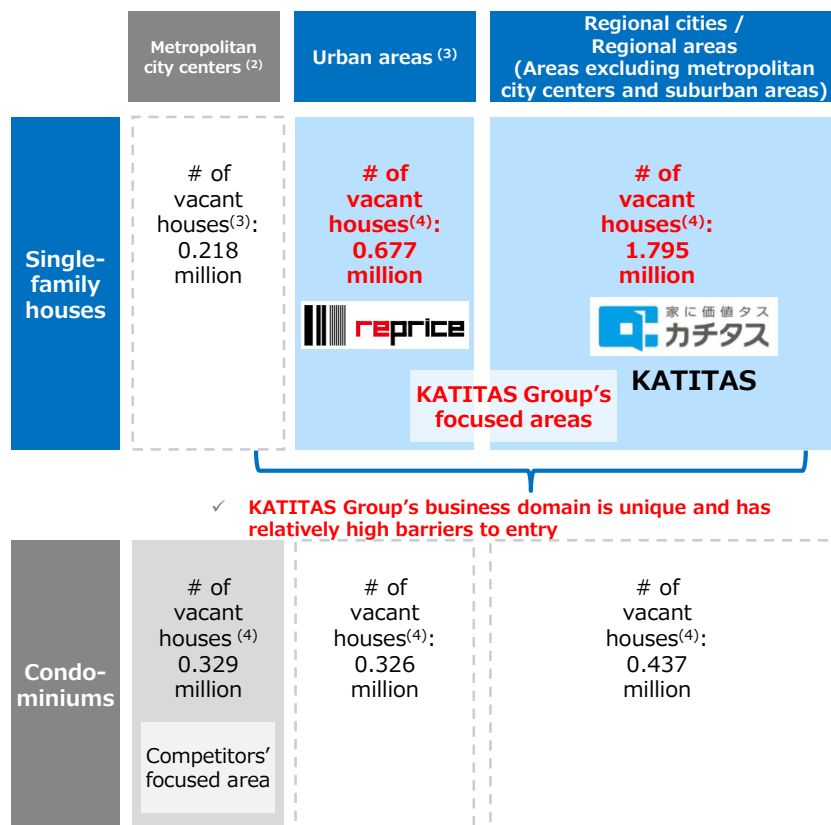 Metropolitan
city centers (2)
Urban areas (3)
Regional cities /
Regional areas
(Areas excluding metropolitan
city centers and suburban areas)
Single-
family
houses
# of
vacant
houses(3):
0.218
million
# of
vacant
houses(4):
0.677
million
reprice
# of
vacant
houses(4):
1.795
million
家に価値タス
カチタス
KATITAS
KATITAS Group's
focused areas
✓ KATITAS Group's business domain is unique and has
relatively high barriers to entry
Condo-
miniums
# of
vacant
houses (4)
0.329
million
Competitors'
focused area
# of
vacant
houses(4):
0.326
million
# of
vacant
houses(4):
0.437
million